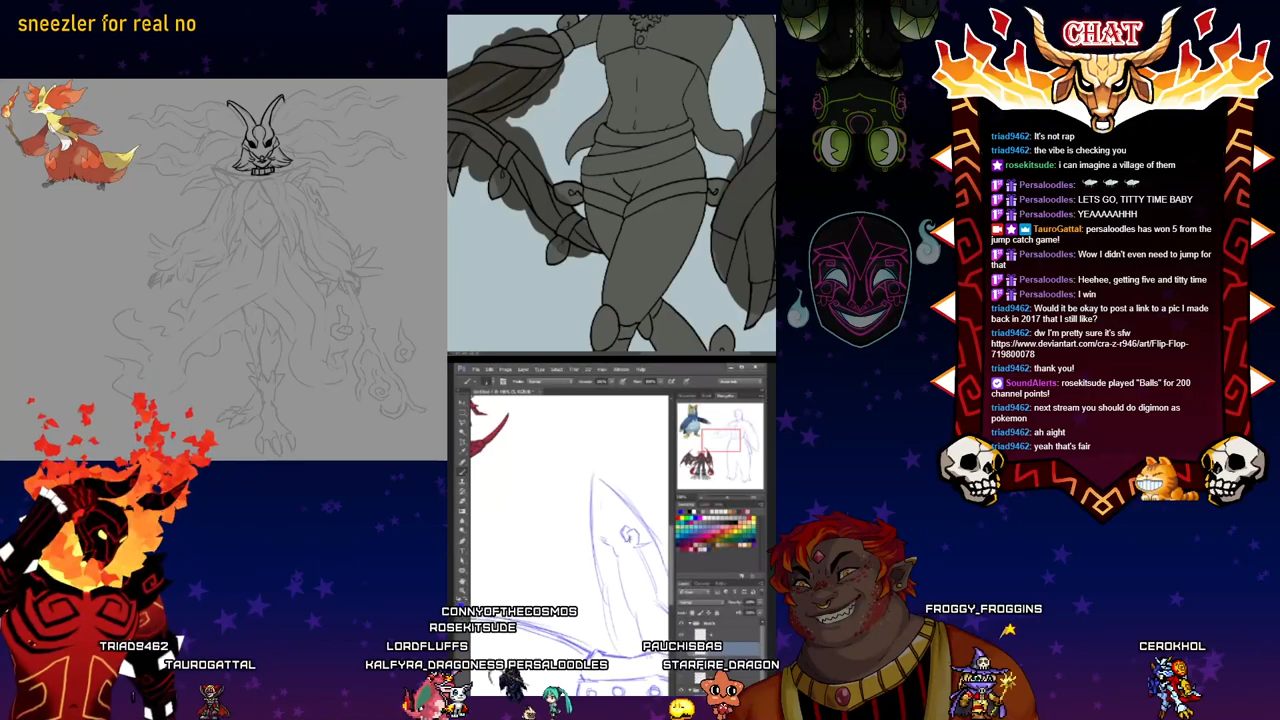 sneezler for real no
CHAT
triad9462: It's not rap
triad9462: the vibe is checking you
rosekitsude: i can imagine a village of them
Persaloodles:
Persaloodles: LETS GO, TITTY TIME BABY
Persaloodles: YEAAAAAHHH
TauroGattal: persaloodles has won 5 from the
jump catch game!
Persaloodles: Wow I didn't even need to jump for
that
Persaloodles: Heehee, getting five and titty time
Persaloodles: I win
triad9462: Would it be okay to post a link to a pic I made
back in 2017 that I still like?
triad9462: dw I'm pretty sure it's sfw
https://www.deviantart.com/cra-z-r946/art/Flip-Flop-
719800078
triad9462: thank you!
SoundAlerts: rosekitsude played "Balls" for 200
channel points!
triad9462: next stream you should do digimon as
pokemon
triad9462: ah aight
triad9462: yeah that's fair
CONNYOFTHECOSMOS
FROGGY_FROGGINS
ROSEKITSUDE
TRIAD9462
LORDFLUFFS
PAUCHISBAS
CEROKHOL
TAUROGATTAL
KALFYRA_DRAGONESS
PERSALOODLES
STARFIRE_DRAGON